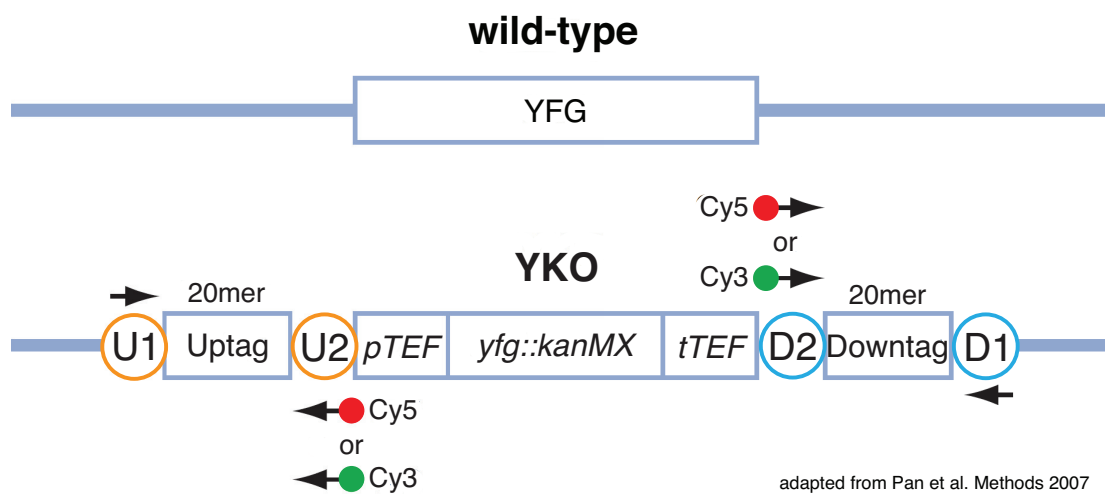 wild-type
YFG
Cy5
or
Cy3
YKO
20mer
20mer
U1 Uptag U2 pTEF yfg::kanMX tTEF D2 Downtag D1
Cy5
or
Cy3
adapted from Pan et al. Methods 2007